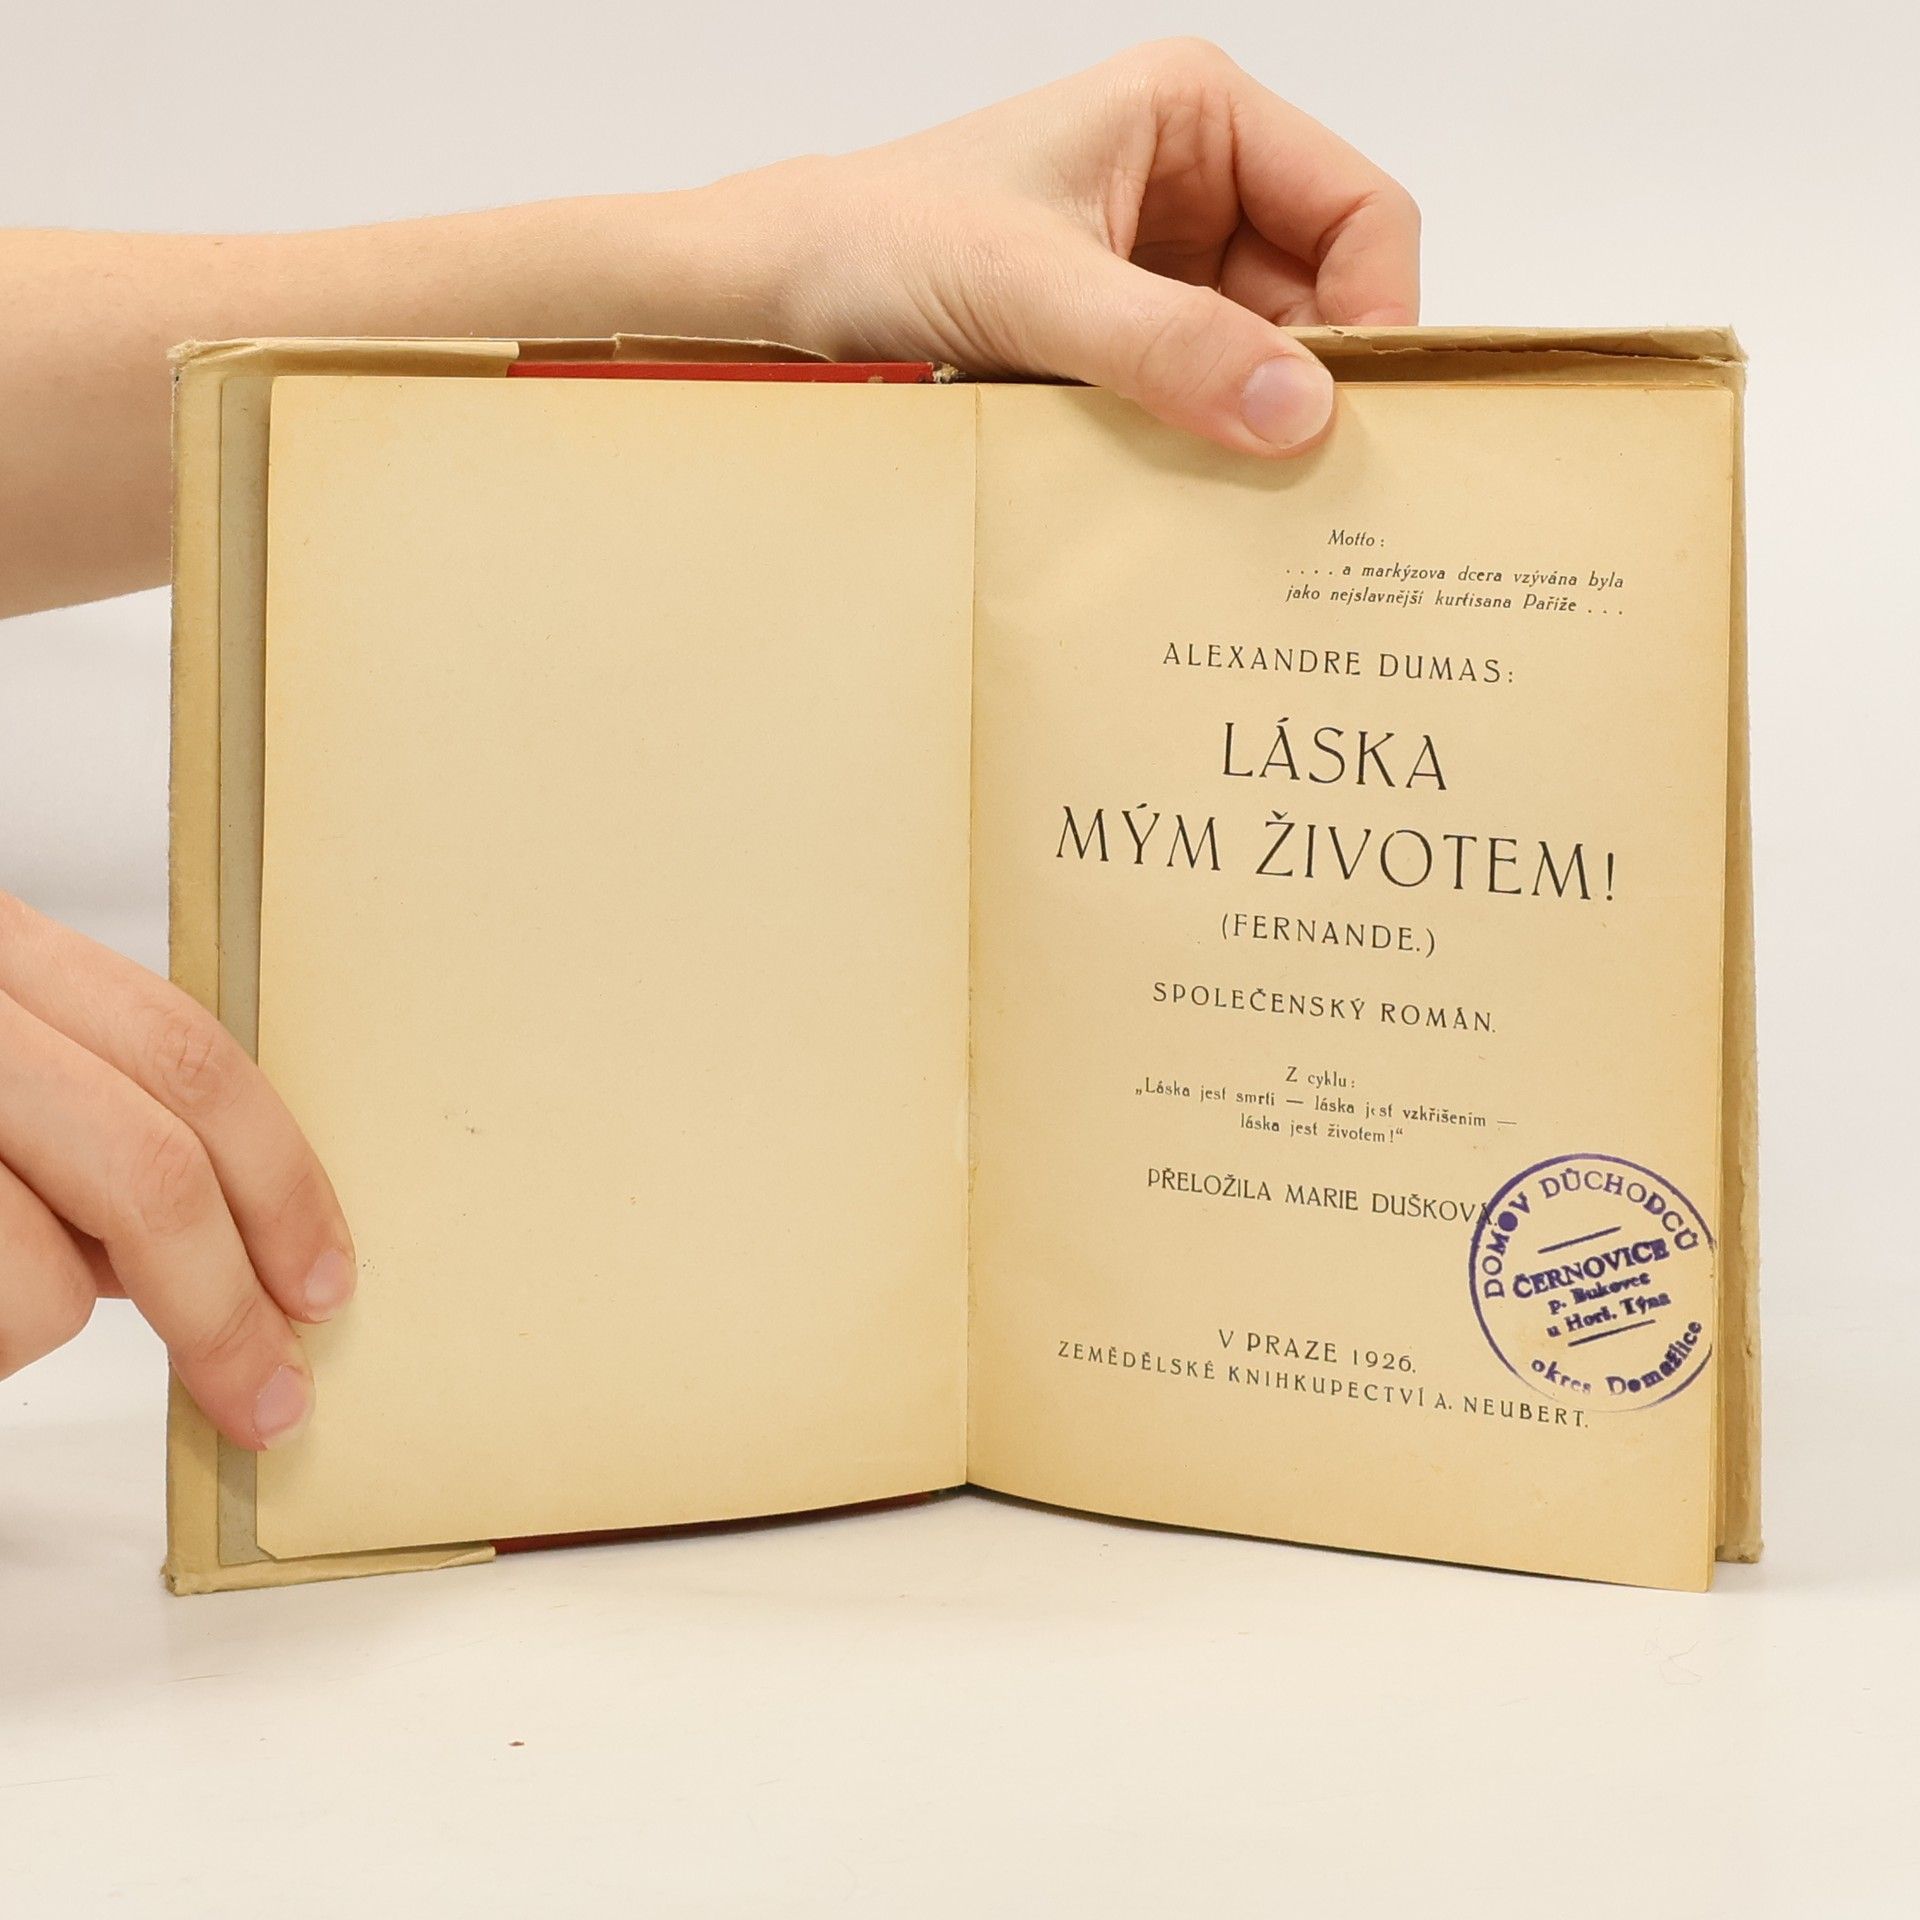 Motto:
. . . . a markýzova dcera vzývána byla
jako nejslavnější kurtisana Paříže . . .
ALEXANDRE DUMAS:
LÁSKA
MÝM ŽIVOTEM!
(FERNANDE.)
SPOLEČENSKÝ ROMÁN.
Z cyklu:
„Láska jest smrtí — láska jest vzkříšením —
láska jest životem!“
PŘELOŽILA MARIE DUŠKOVÁ.
DOMOV DŮCHODCŮ
ČERNOVICE
p. Bukovec
u Horš. Týna
okres Domažlice
V PRAZE 1926.
ZEMĚDĚLSKÉ KNIHKUPECTVÍ A. NEUBERT.